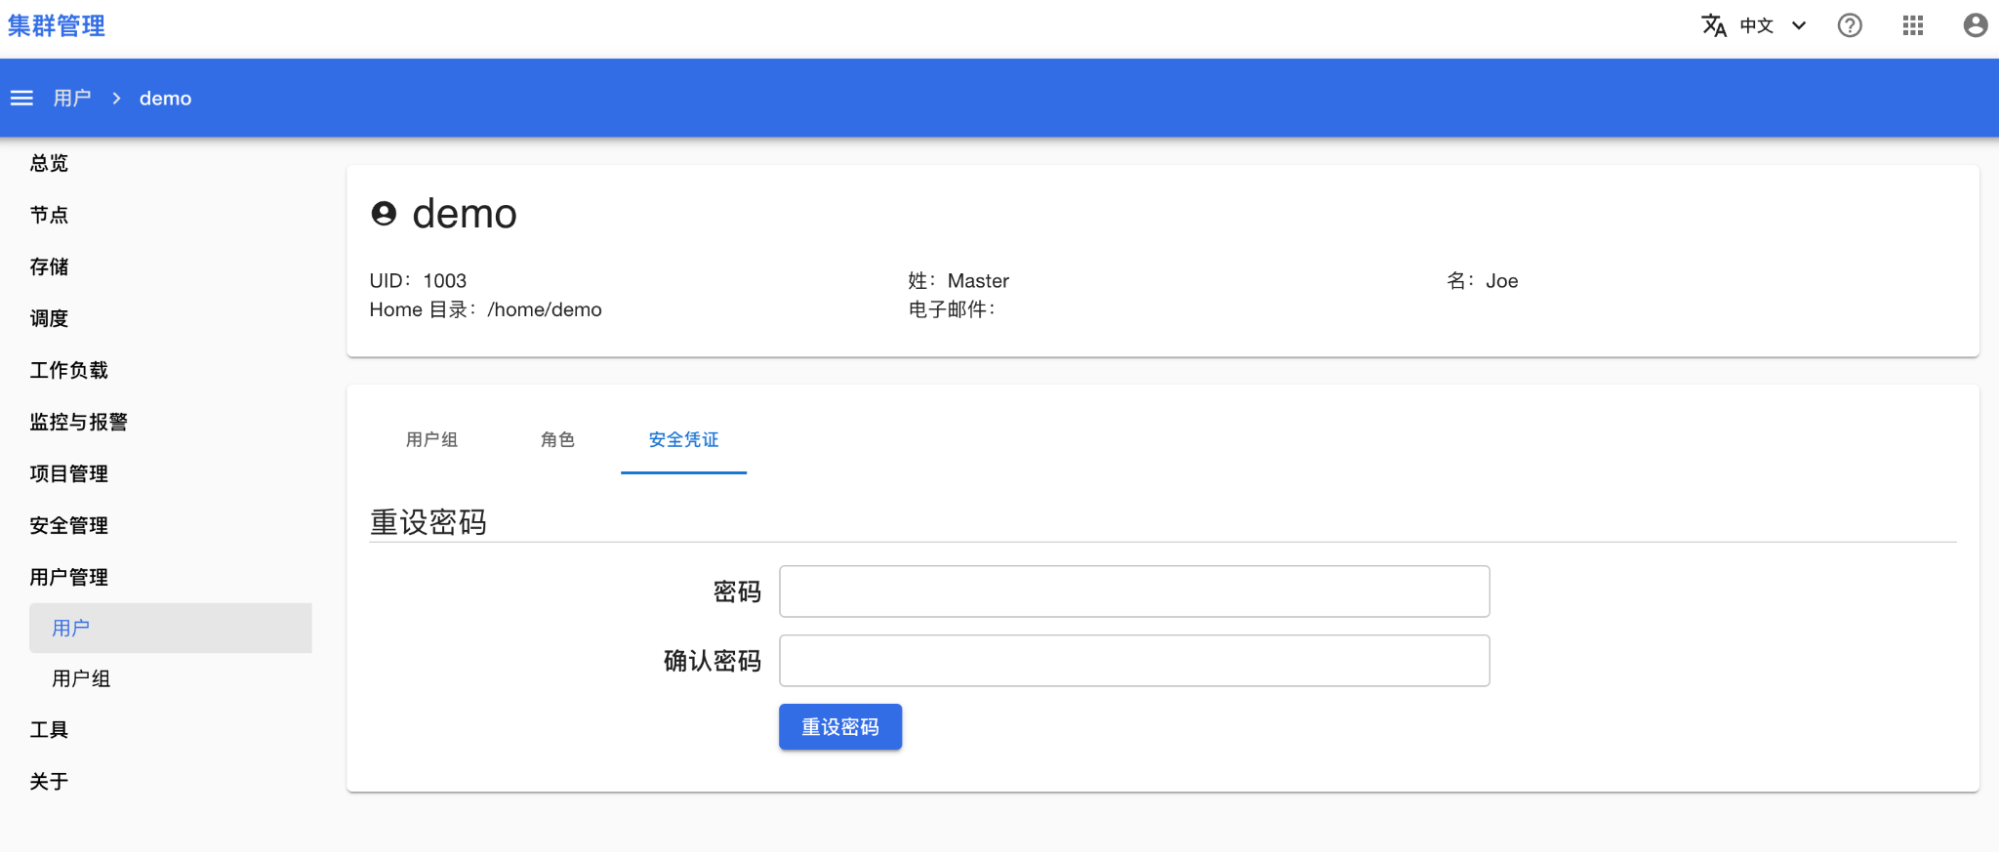 集群管理
中文
用户 > demo
总览
节点
存储
调度
工作负载
监控与报警
项目管理
安全管理
用户管理
用户
用户组
工具
关于
demo
UID：1003 姓：Master 名：Joe
Home 目录：/home/demo 电子邮件：
用户组 角色 安全凭证
重设密码
密码
确认密码
重设密码